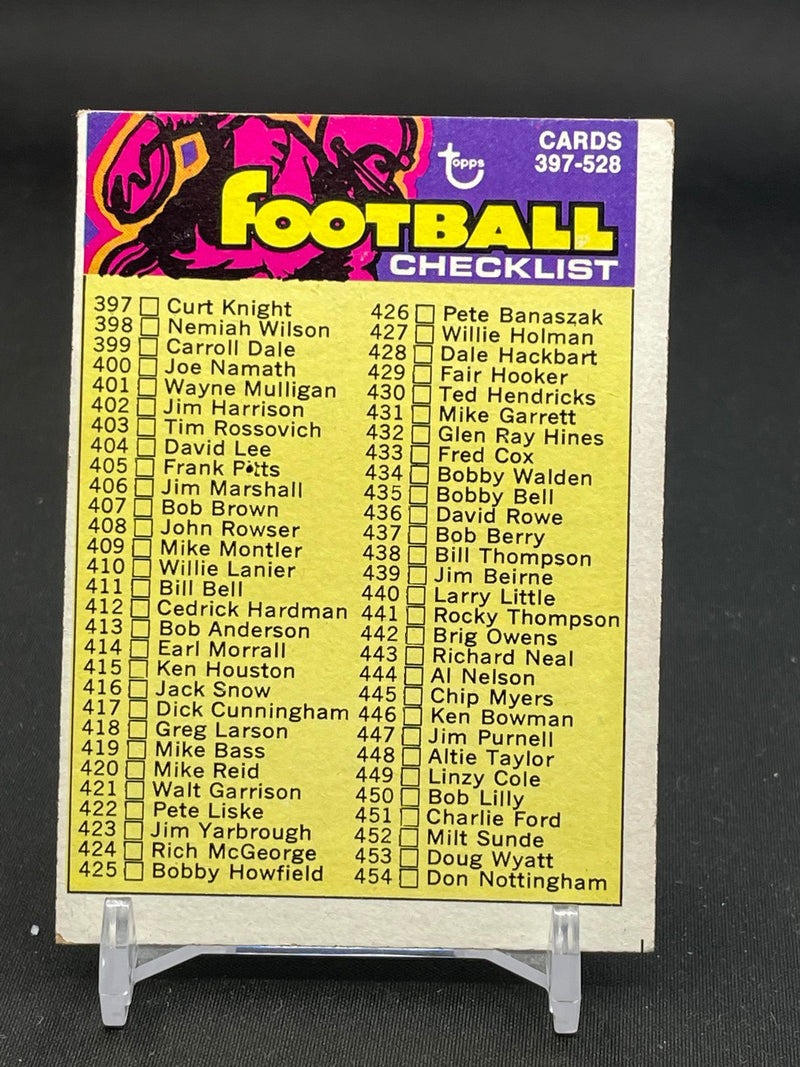 topps
CARDS
397-528
FOOTBALL
CHECKLIST
397 Curt Knight
398 Nemiah Wilson
399 Carroll Dale
400 Joe Namath
401 Wayne Mulligan
402 Jim Harrison
403 Tim Rossovich
404 David Lee
405 Frank Pitts
406 Jim Marshall
407 Bob Brown
408 John Rowser
409 Mike Montler
410 Willie Lanier
411 Bill Bell
412 Cedrick Hardman
413 Bob Anderson
414 Earl Morrall
415 Ken Houston
416 Jack Snow
417 Dick Cunningham
418 Greg Larson
419 Mike Bass
420 Mike Reid
421 Walt Garrison
422 Pete Liske
423 Jim Yarbrough
424 Rich McGeorge
425 Bobby Howfield
426 Pete Banaszak
427 Willie Holman
428 Dale Hackbart
429 Fair Hooker
430 Ted Hendricks
431 Mike Garrett
432 Glen Ray Hines
433 Fred Cox
434 Bobby Walden
435 Bobby Bell
436 David Rowe
437 Bob Berry
438 Bill Thompson
439 Jim Beirne
440 Larry Little
441 Rocky Thompson
442 Brig Owens
443 Richard Neal
444 Al Nelson
445 Chip Myers
446 Ken Bowman
447 Jim Purnell
448 Altie Taylor
449 Linzy Cole
450 Bob Lilly
451 Charlie Ford
452 Milt Sunde
453 Doug Wyatt
454 Don Nottingham